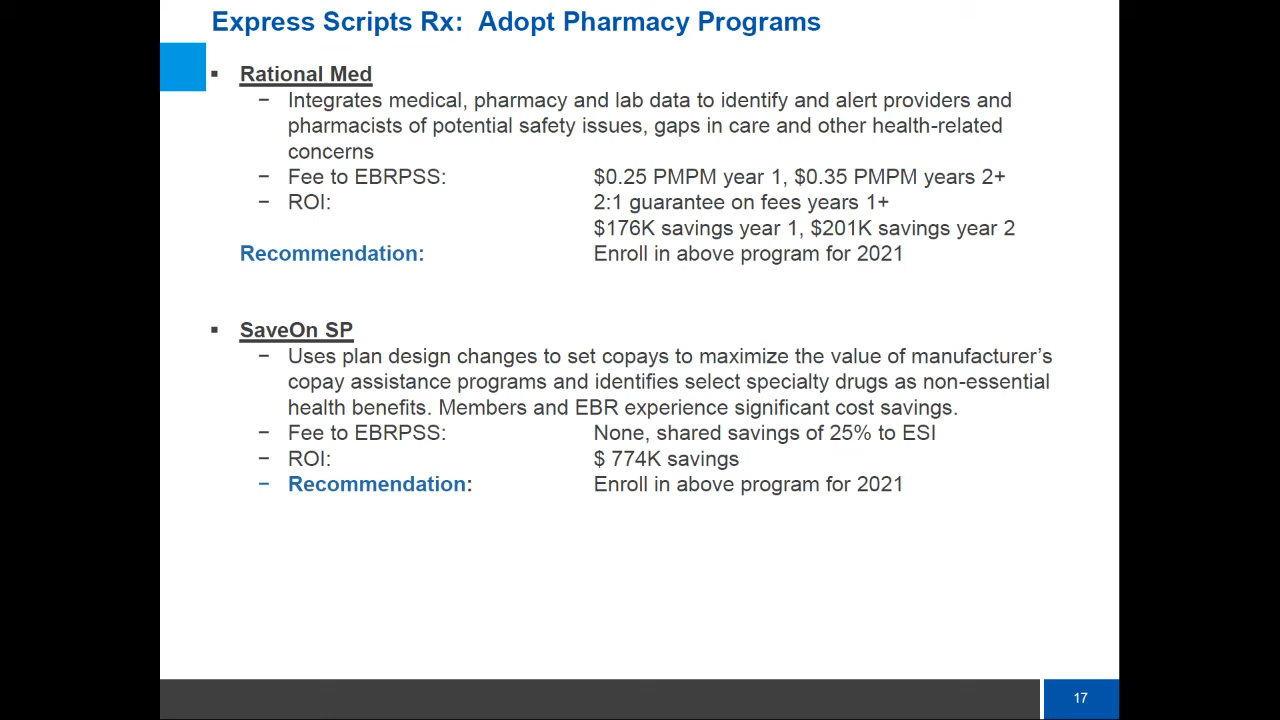 Express Scripts Rx: Adopt Pharmacy Programs
▪ Rational Med
− Integrates medical, pharmacy and lab data to identify and alert providers and
pharmacists of potential safety issues, gaps in care and other health-related
concerns
− Fee to EBRPSS: $0.25 PMPM year 1, $0.35 PMPM years 2+
− ROI: 2:1 guarantee on fees years 1+
$176K savings year 1, $201K savings year 2
Recommendation: Enroll in above program for 2021
▪ SaveOn SP
− Uses plan design changes to set copays to maximize the value of manufacturer’s
copay assistance programs and identifies select specialty drugs as non-essential
health benefits. Members and EBR experience significant cost savings.
− Fee to EBRPSS: None, shared savings of 25% to ESI
− ROI: $ 774K savings
− Recommendation: Enroll in above program for 2021
17